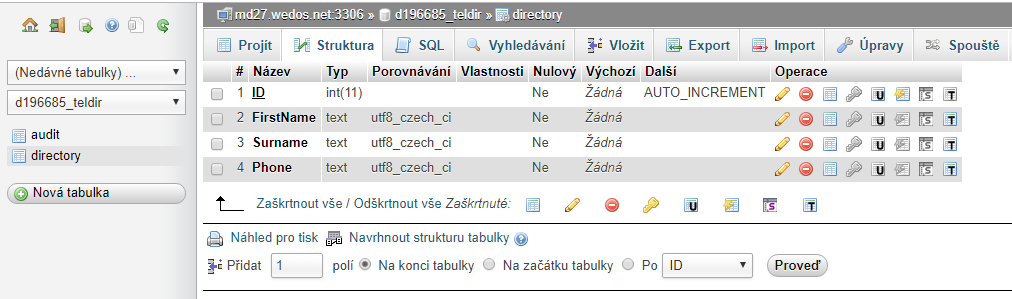 md27.wedos.net:3306 » d196685_teldir » directory
Projít Struktura SQL Vyhledávání Vložit Export Import Úpravy Spouště
(Nedávné tabulky) ...
d196685_teldir
audit
directory
Nová tabulka
# Název Typ Porovnávání Vlastnosti Nulový Výchozí Další Operace
1 ID int(11) Ne Žádná AUTO_INCREMENT
2 FirstName text utf8_czech_ci Ne Žádná
3 Surname text utf8_czech_ci Ne Žádná
4 Phone text utf8_czech_ci Ne Žádná
Zaškrtnout vše / Odškrtnout vše Zaškrtnuté:
Náhled pro tisk Navrhnout strukturu tabulky
Přidat 1 polí Na konci tabulky Na začátku tabulky Po ID Proveď